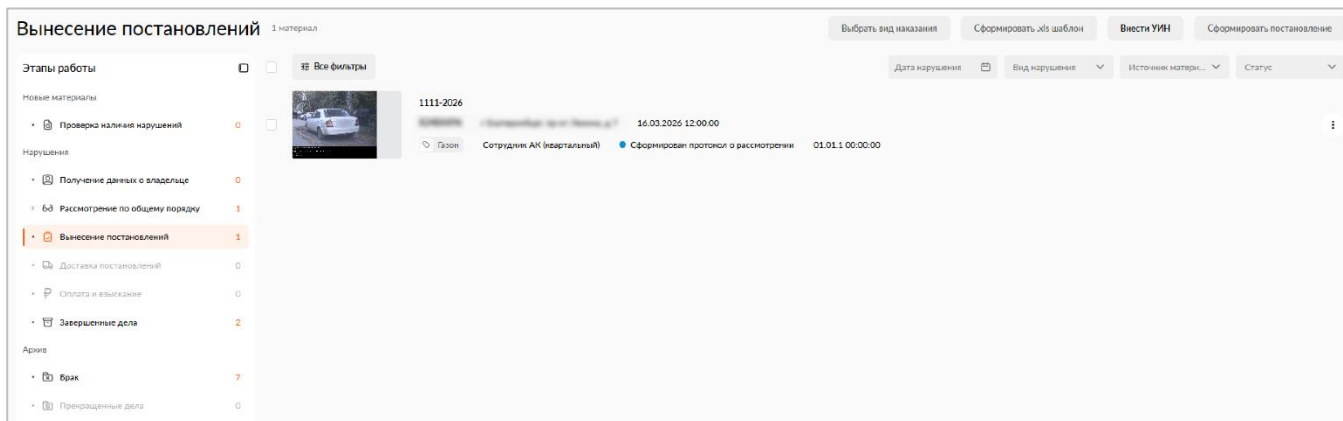 Вынесение постановлений 1 материал
Выбрать вид наказания Сформировать .xls шаблон Внести УИН Сформировать постановление
Этапы работы
Все фильтры Дата нарушения Вид нарушения Источник матери... Статус
Новые материалы
Проверка наличия нарушений 0
Нарушения
Получение данных о владельце 0
Рассмотрение по общему порядку 1
Вынесение постановлений 1
Доставка постановлений 0
Оплата и взыскание 0
Завершенные дела 2
Архив
Брак 7
Прекращенные дела 0
1111-2026
16.03.2026 12:00:00
Газон Сотрудник АК (квартальный) Сформирован протокол о рассмотрении 01.01.1 00:00:00